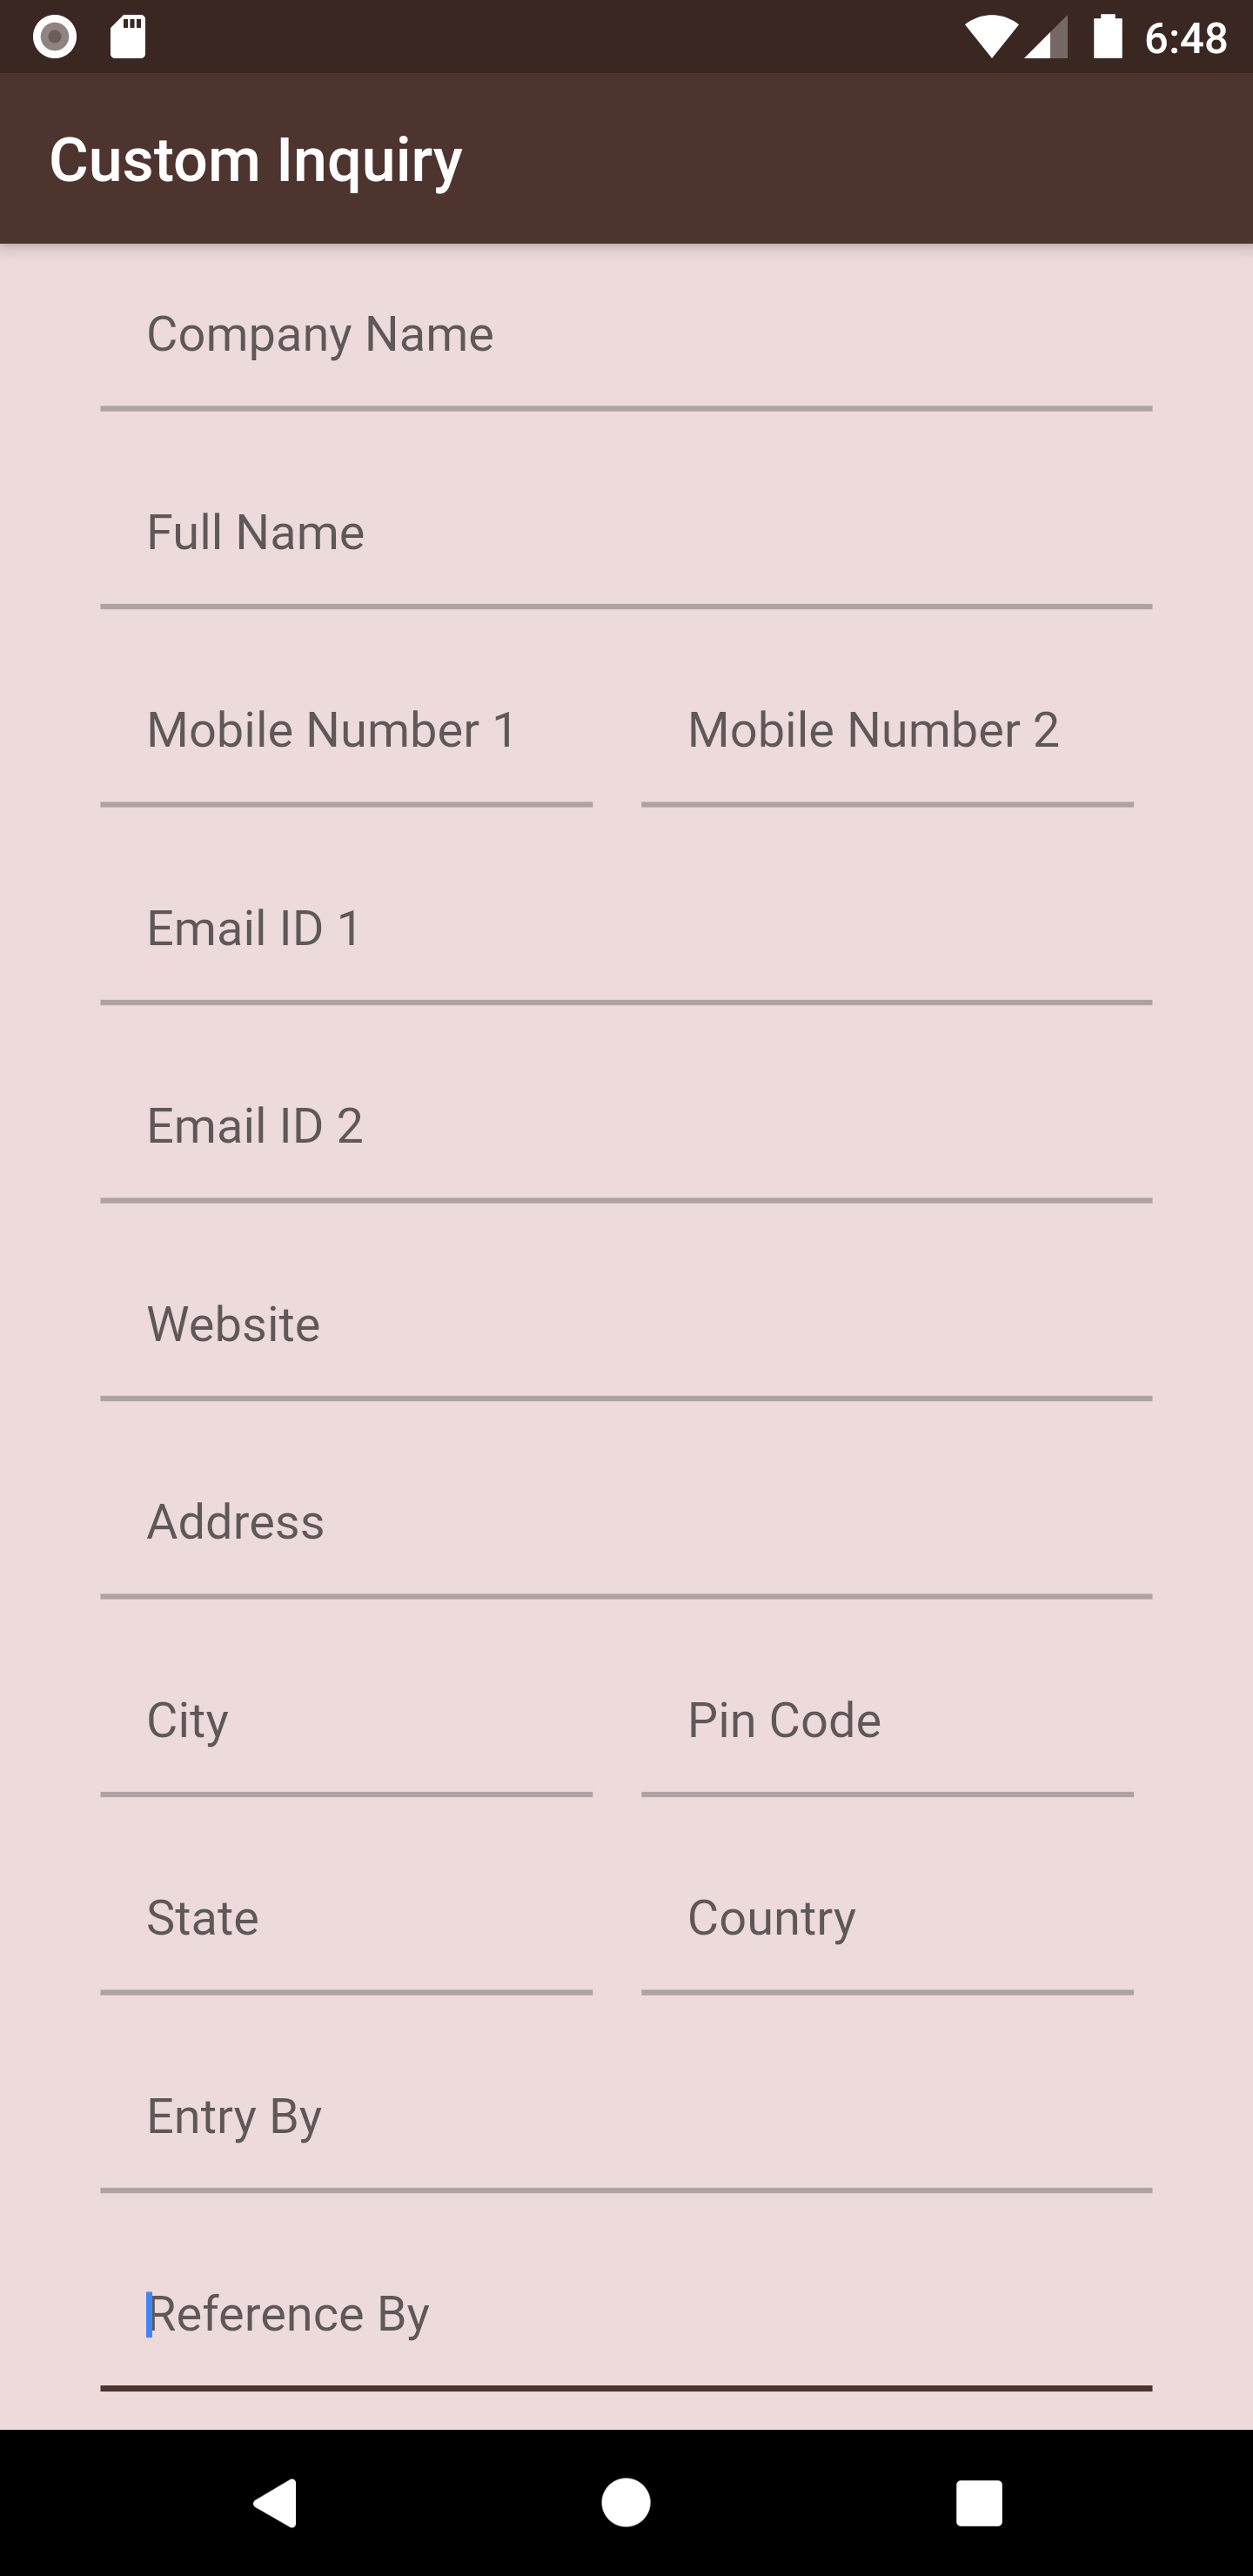 6:48
Custom Inquiry
Company Name
Full Name
Mobile Number 1 Mobile Number 2
Email ID 1
Email ID 2
Website
Address
City Pin Code
State Country
Entry By
Reference By